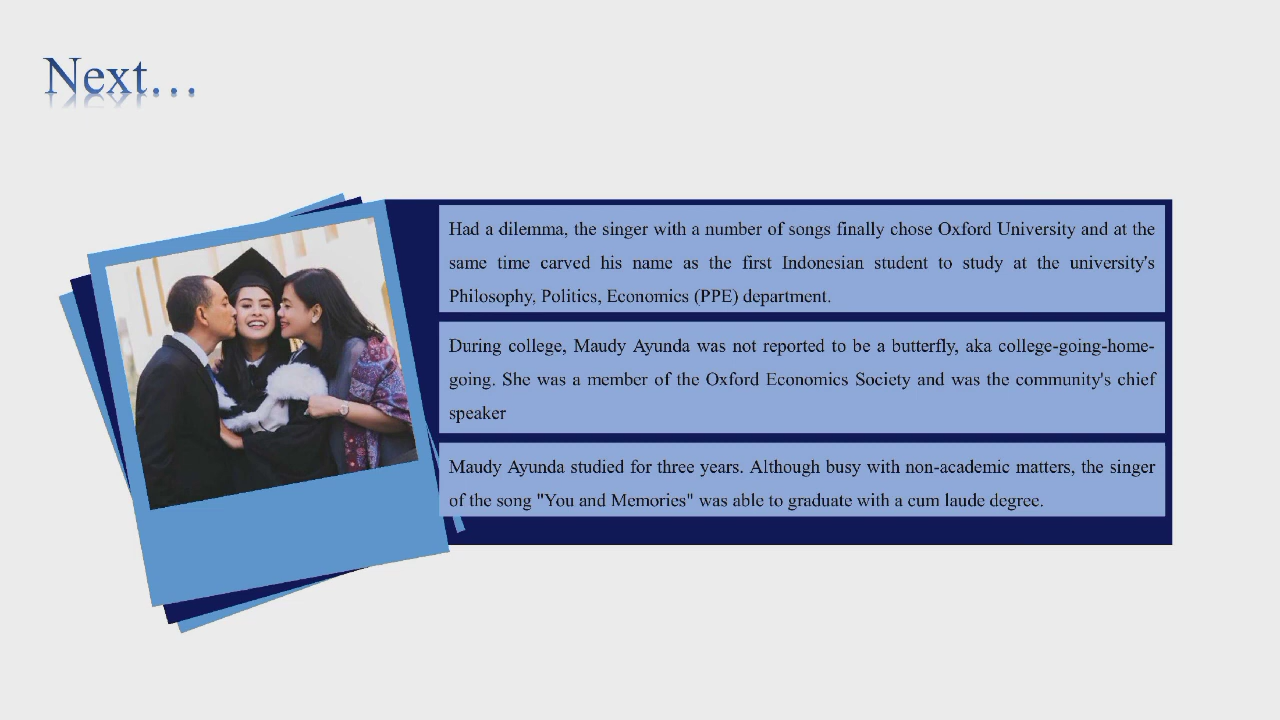 Next…
Had a dilemma, the singer with a number of songs finally chose Oxford University and at the
same time carved his name as the first Indonesian student to study at the university's
Philosophy, Politics, Economics (PPE) department.
During college, Maudy Ayunda was not reported to be a butterfly, aka college-going-home-
going. She was a member of the Oxford Economics Society and was the community's chief
speaker
Maudy Ayunda studied for three years. Although busy with non-academic matters, the singer
of the song "You and Memories" was able to graduate with a cum laude degree.